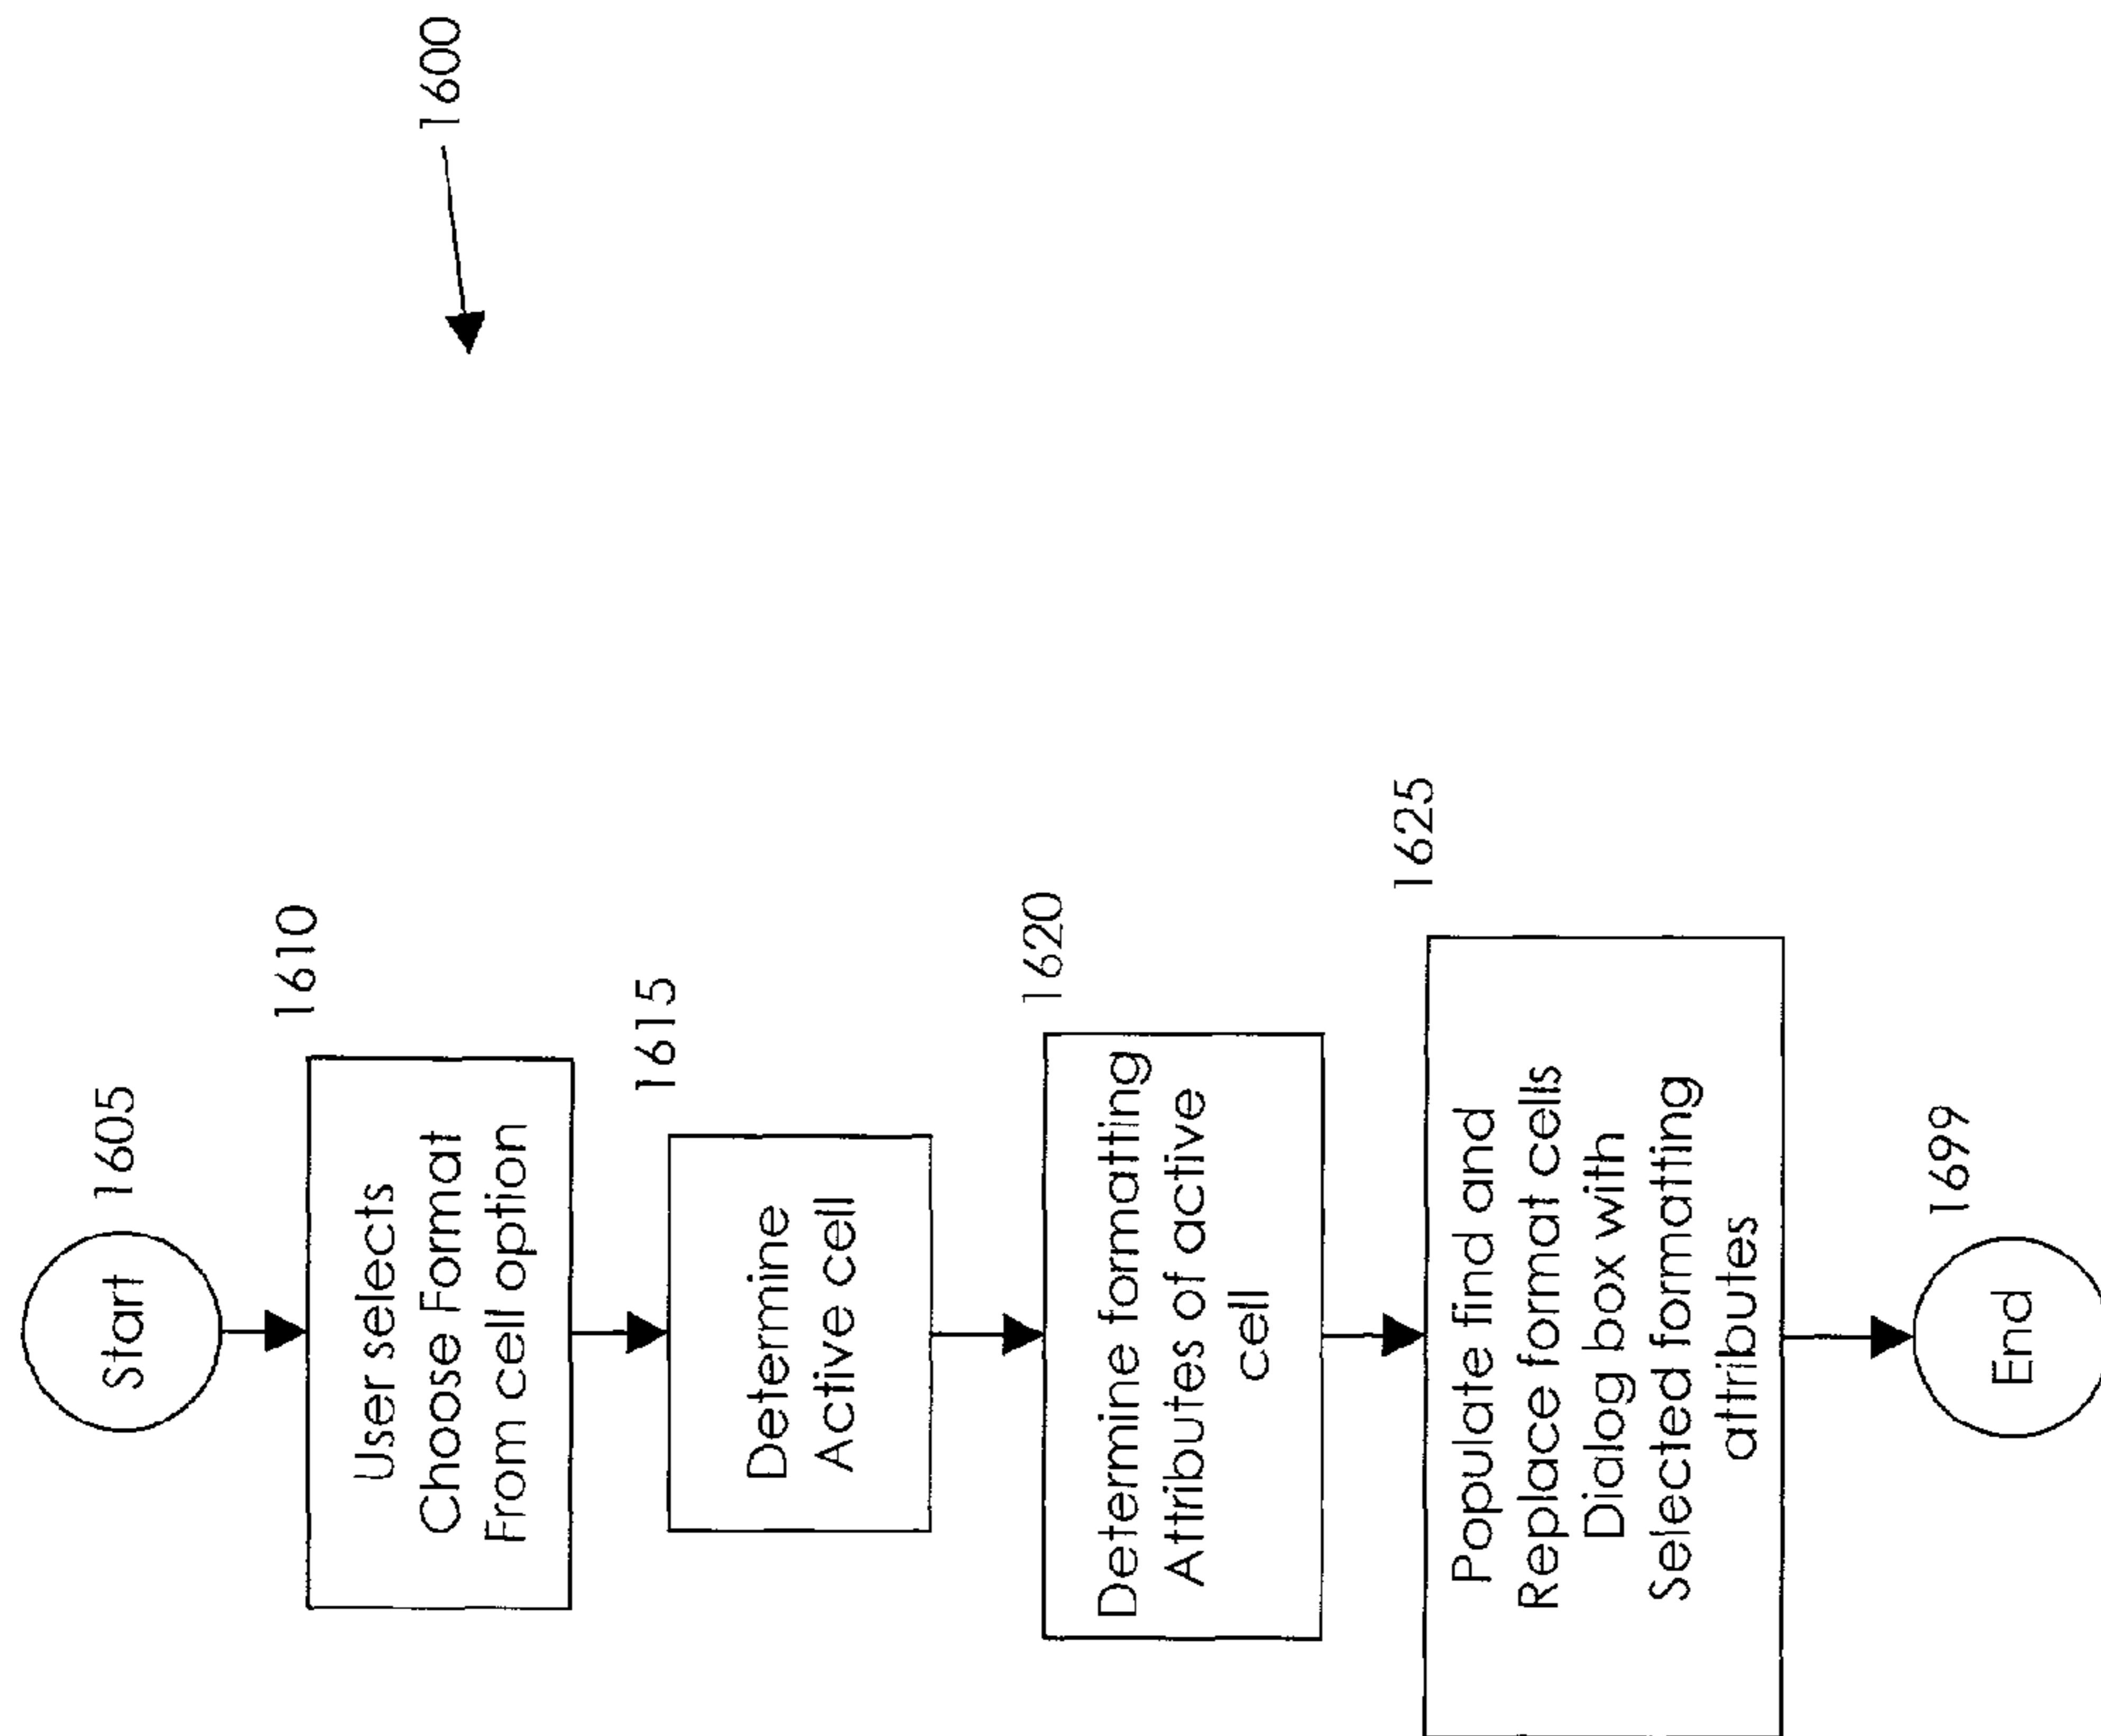 1600
Start
1605
User selects
Choose Format
From cell option
1610
Determine
Active cell
1615
Determine formatting
Attributes of active
cell
1620
Populate find and
Replace format cells
Dialog box with
Selected formatting
attributes
1625
End
1699